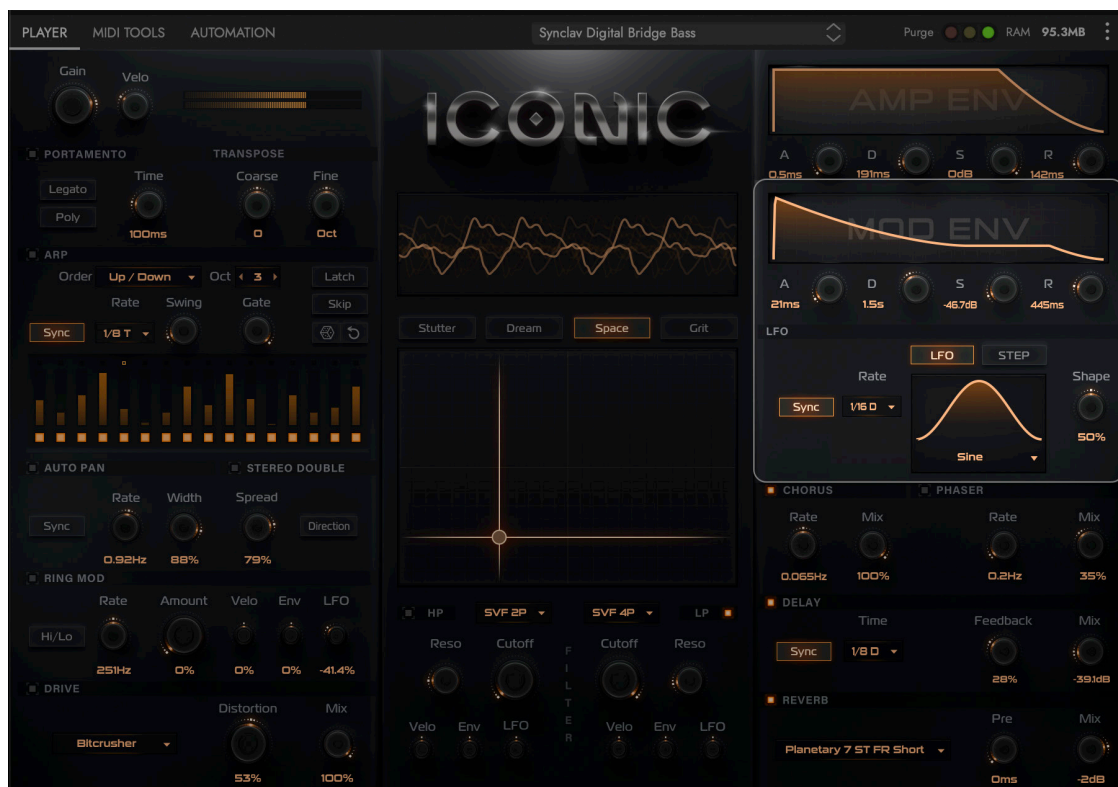 PLAYER MIDI TOOLS AUTOMATION Synclav Digital Bridge Bass Purge RAM 95.3MB
Gain Velo
PORTAMENTO TRANSPOSE
Legato Time Coarse Fine
Poly
100ms 0 Oct
ARP
Order Up / Down Oct 3 Latch
Rate Swing Gate Skip
Sync 1/8 T
AUTO PAN STEREO DOUBLE
Rate Width Spread
Sync Direction
0.92Hz 88% 79%
RING MOD
Rate Amount Velo Env LFO
Hi/Lo
251Hz 0% 0% 0% -41.4%
DRIVE
Distortion Mix
Bitcrusher
53% 100%
ICONIC
Stutter Dream Space Grit
HP SVF 2P SVF 4P LP
Reso Cutoff Cutoff Reso
FILTER
Velo Env LFO Velo Env LFO
AMP ENV
A D S R
0.5ms 191ms 0dB 142ms
MOD ENV
A D S R
21ms 1.5s -46.7dB 445ms
LFO
LFO STEP
Rate Shape
Sync 1/16 D
50%
Sine
CHORUS PHASER
Rate Mix Rate Mix
0.065Hz 100% 0.2Hz 35%
DELAY
Time Feedback Mix
Sync 1/8 D
28% -39.1dB
REVERB
Pre Mix
Planetary 7 ST FR Short
0ms -2dB